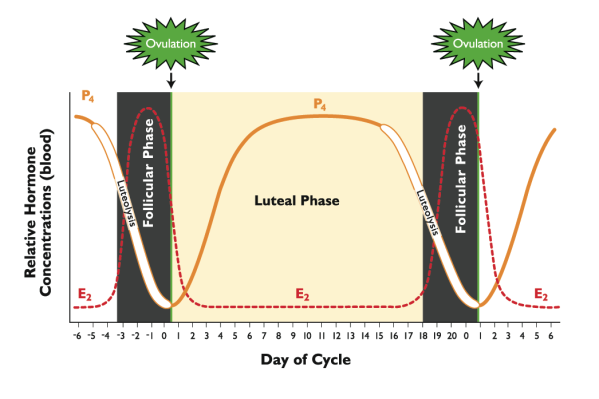 Ovulation
Ovulation
P4
P4
Follicular Phase
Follicular Phase
Luteolysis
Luteolysis
Luteal Phase
Relative Hormone
Concentrations (blood)
E2
E2
E2
-6 -5 -4 -3 -2 -1 0 1 2 3 4 5 6 7 8 9 10 11 12 13 14 15 16 17 18 19 20 0 1 2 3 4 5 6
Day of Cycle